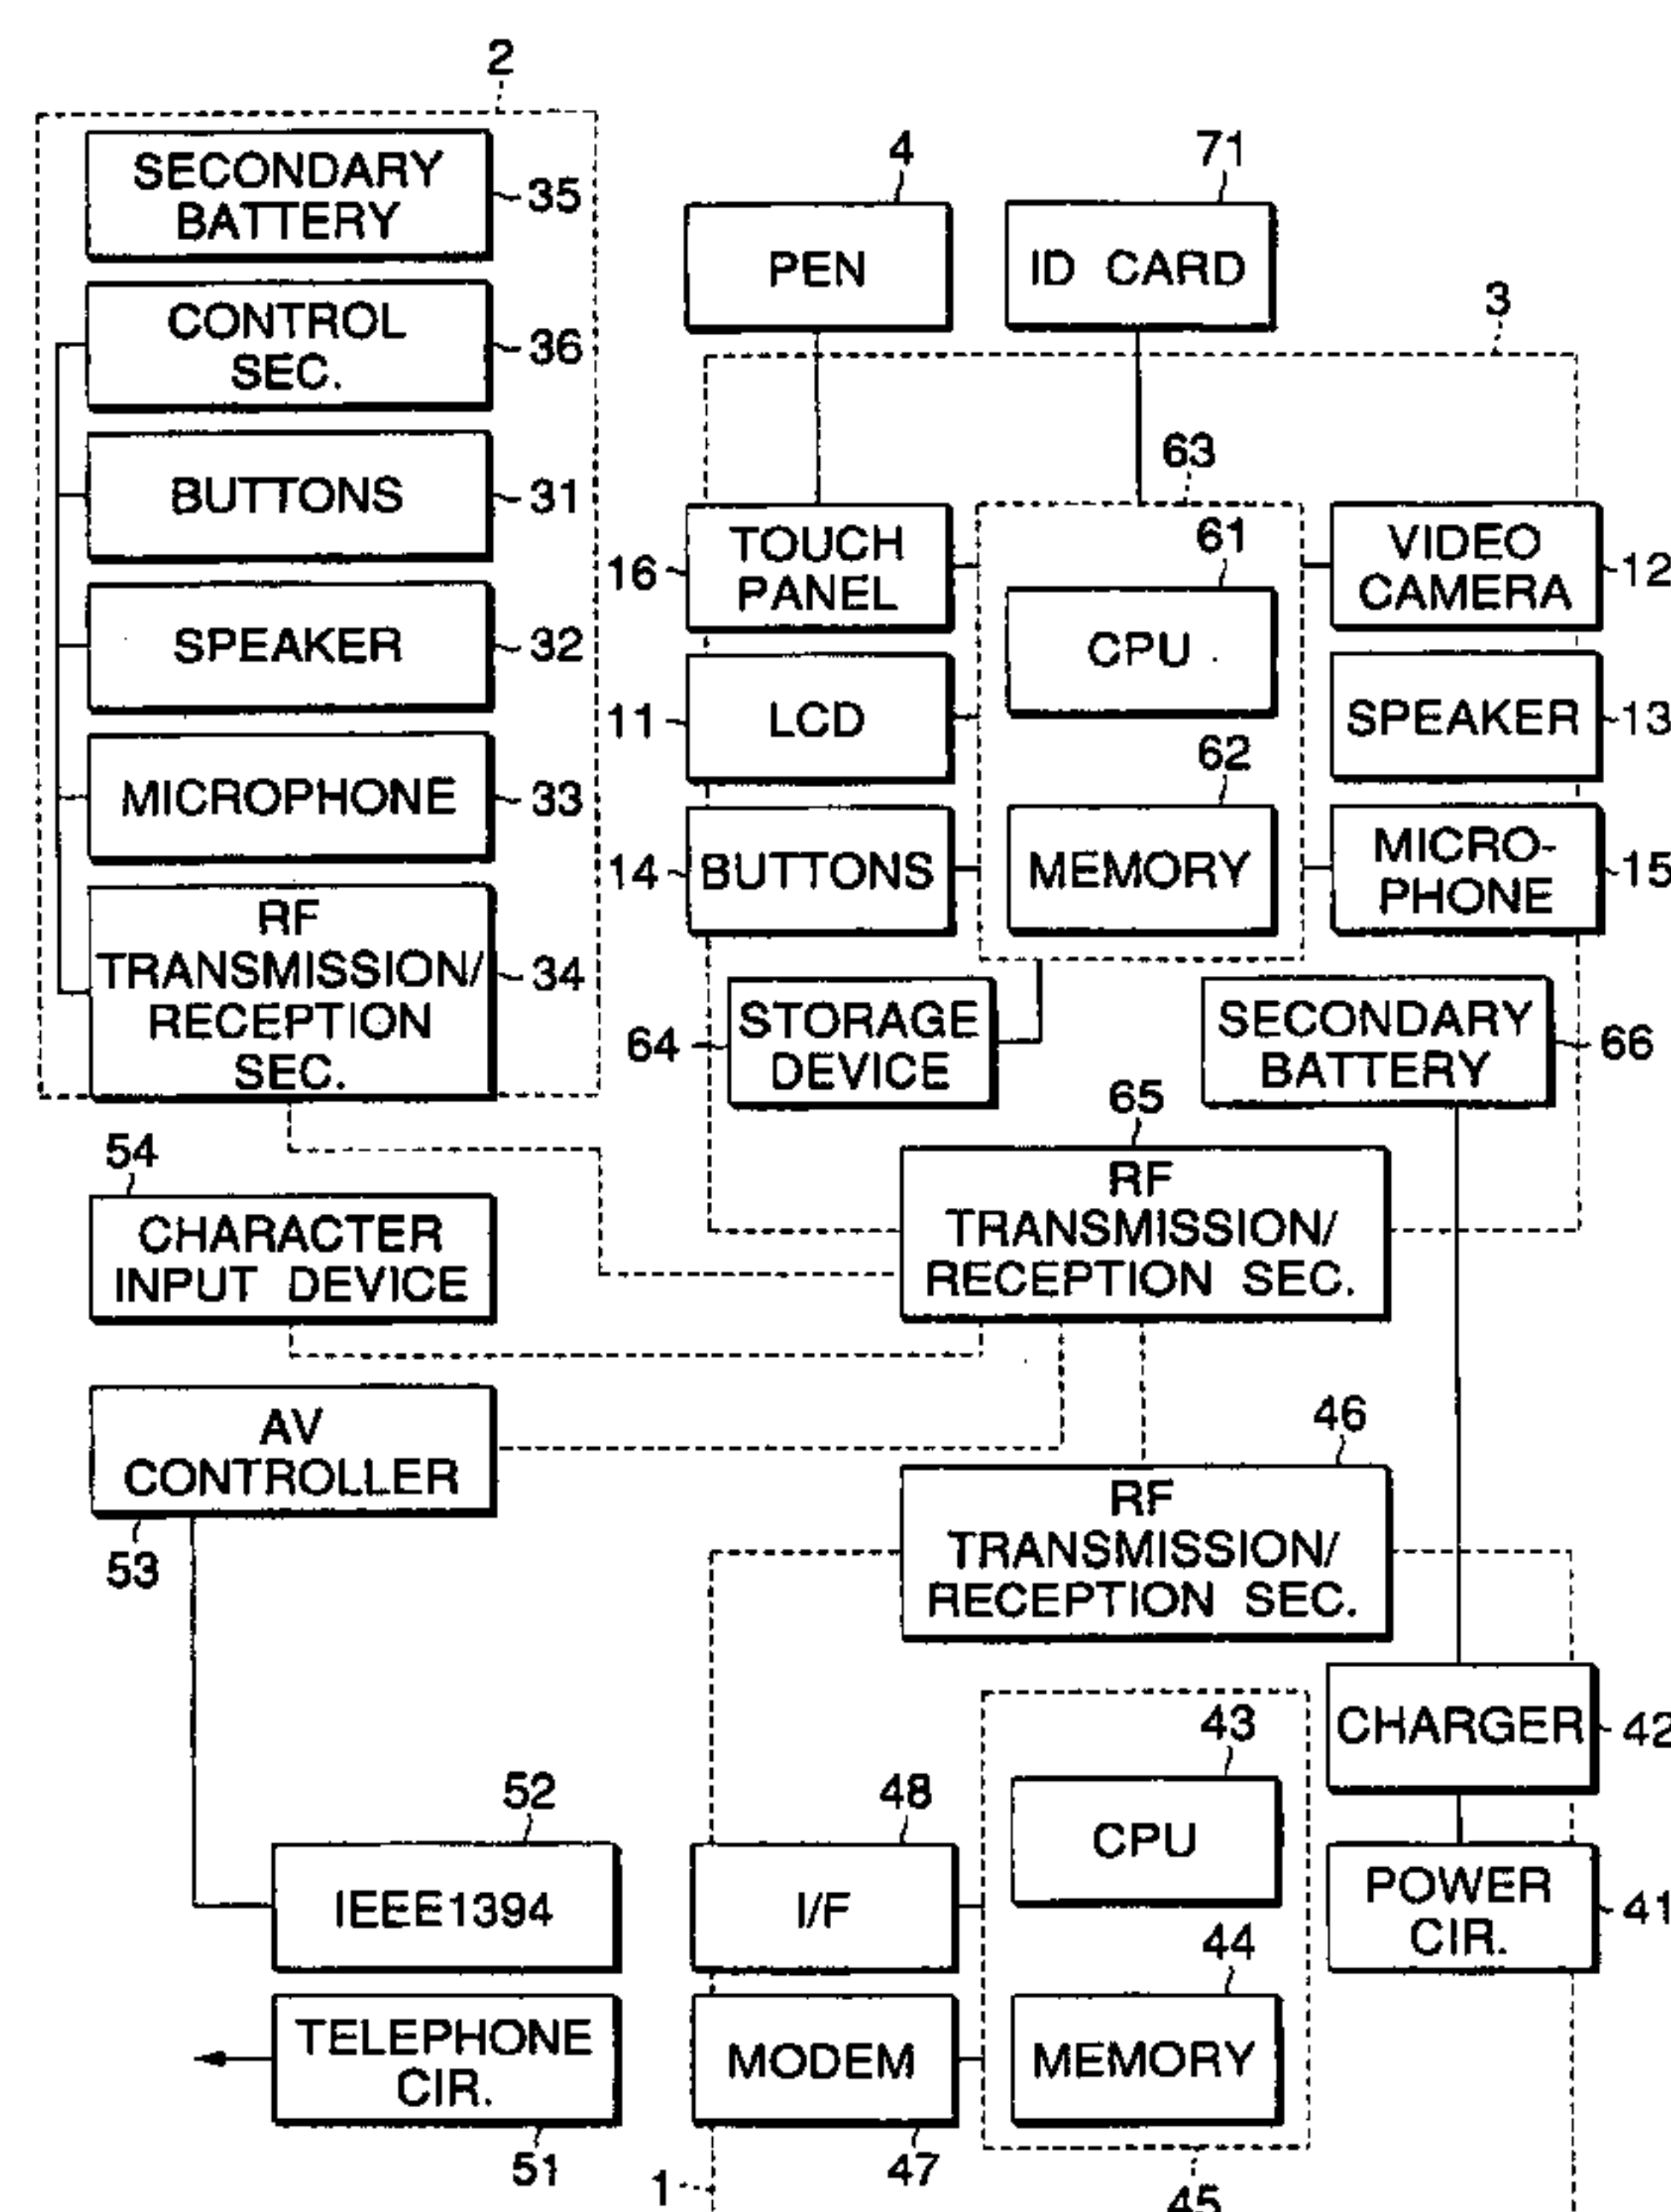 2
SECONDARY
BATTERY
35
CONTROL
SEC.
36
BUTTONS
31
SPEAKER
32
MICROPHONE
33
RF
TRANSMISSION/
RECEPTION
SEC.
34
4
PEN
71
ID CARD
3
63
16
TOUCH
PANEL
61
CPU
VIDEO
CAMERA
12
11
LCD
62
MEMORY
SPEAKER
13
14
BUTTONS
MICRO-
PHONE
15
64
STORAGE
DEVICE
SECONDARY
BATTERY
66
65
RF
TRANSMISSION/
RECEPTION SEC.
54
CHARACTER
INPUT DEVICE
AV
CONTROLLER
53
46
RF
TRANSMISSION/
RECEPTION SEC.
CHARGER
42
43
CPU
52
IEEE1394
48
I/F
POWER
CIR.
41
44
MEMORY
TELEPHONE
CIR.
51
MODEM
47
1
45